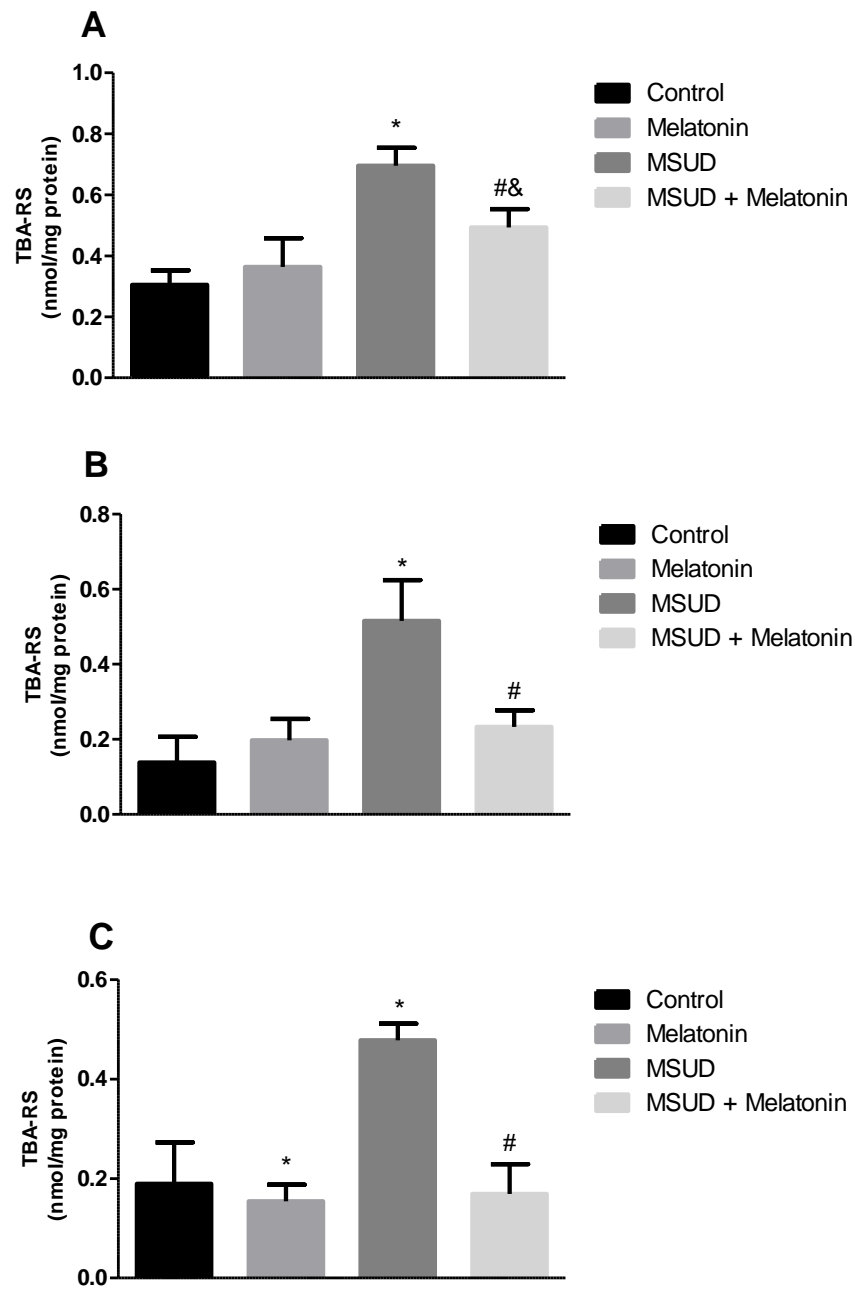 A
1.0
0.8
0.6
0.4
0.2
0.0
TBA-RS
(nmol/mg protein)
*
#&
Control
Melatonin
MSUD
MSUD + Melatonin
B
0.8
0.6
0.4
0.2
0.0
TBA-RS
(nmol/mg protein)
*
#
Control
Melatonin
MSUD
MSUD + Melatonin
C
0.6
0.4
0.2
0.0
TBA-RS
(nmol/mg protein)
*
*
#
Control
Melatonin
MSUD
MSUD + Melatonin